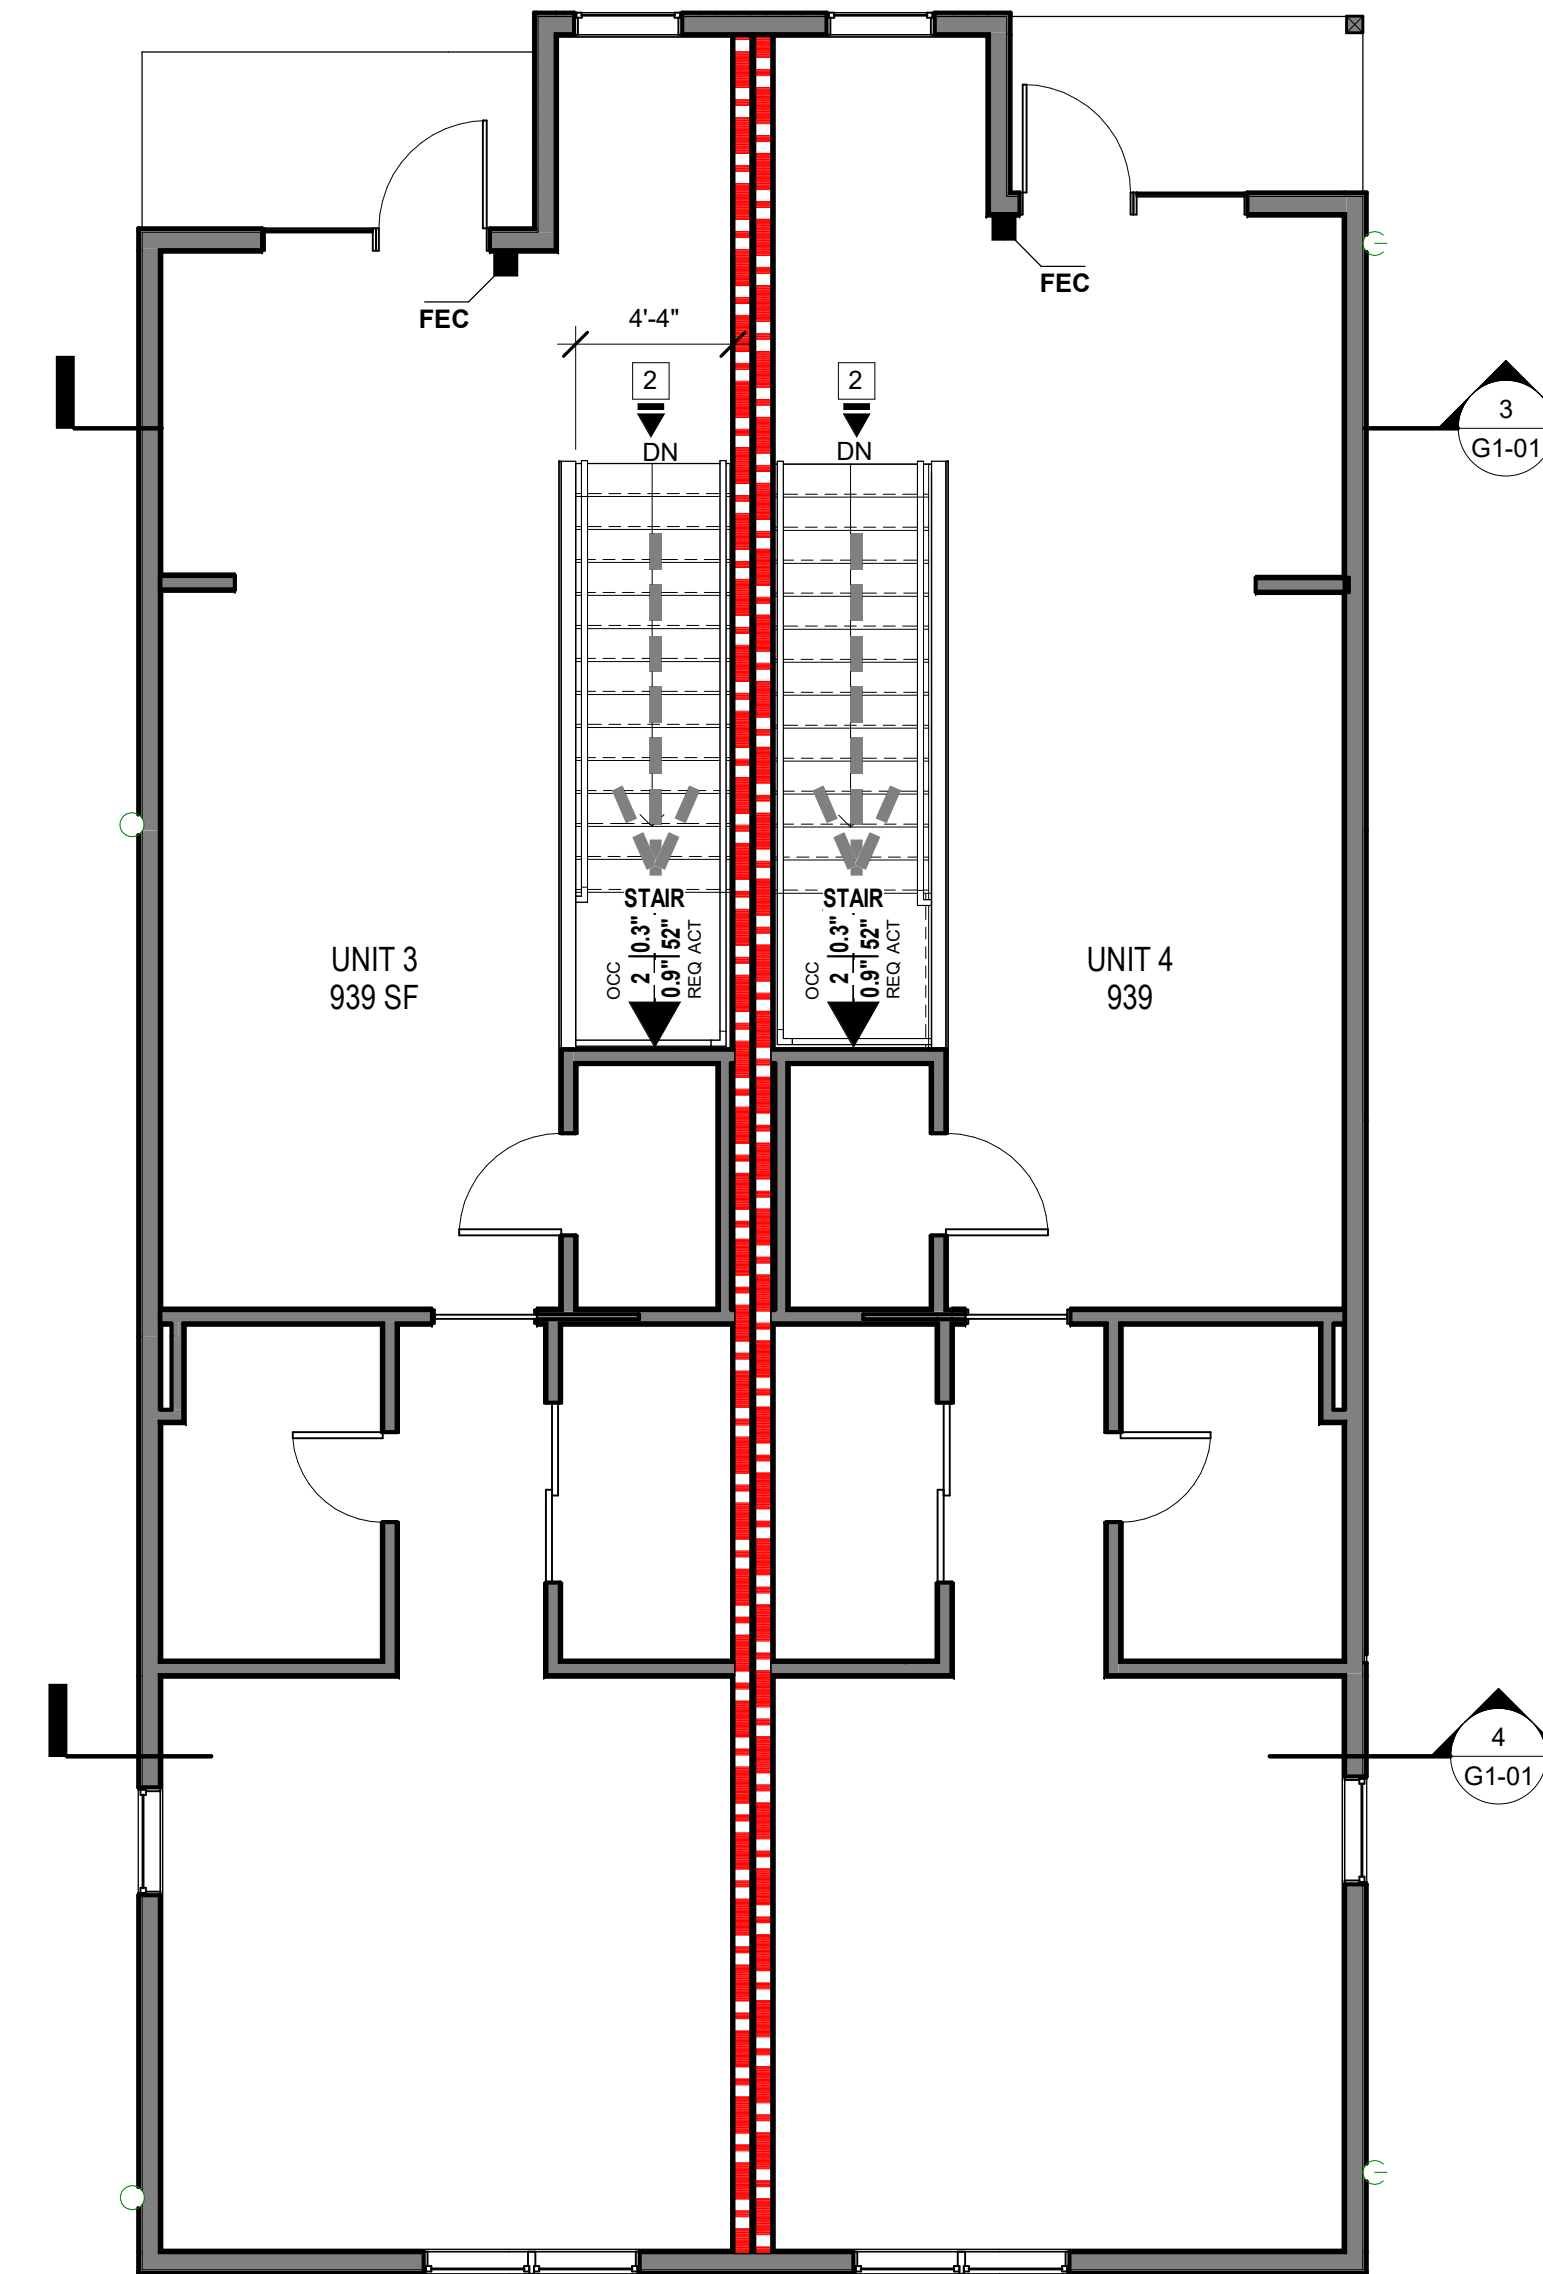 FEC
FEC
4'-4"
2
2
DN
DN
3
G1-01
STAIR
OCC
2 0.3"
0.9" 52"
REQ ACT
STAIR
OCC
2 0.3"
0.9" 52"
REQ ACT
UNIT 3
939 SF
UNIT 4
939
4
G1-01